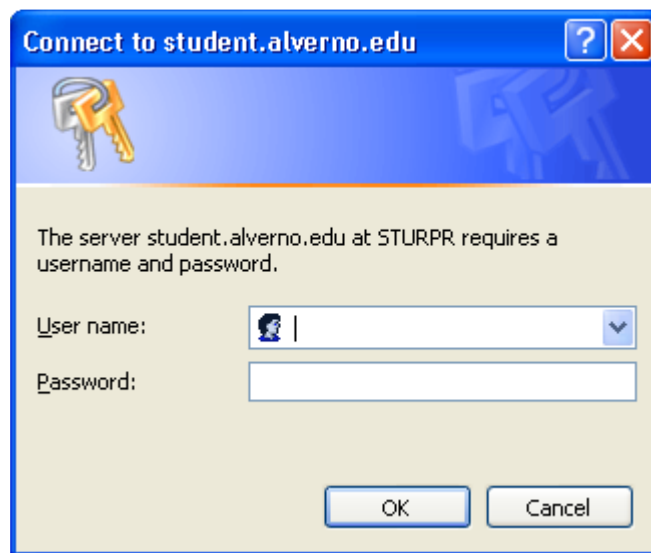 Connect to student.alverno.edu
The server student.alverno.edu at STURPR requires a
username and password.
User name:
Password:
OK Cancel